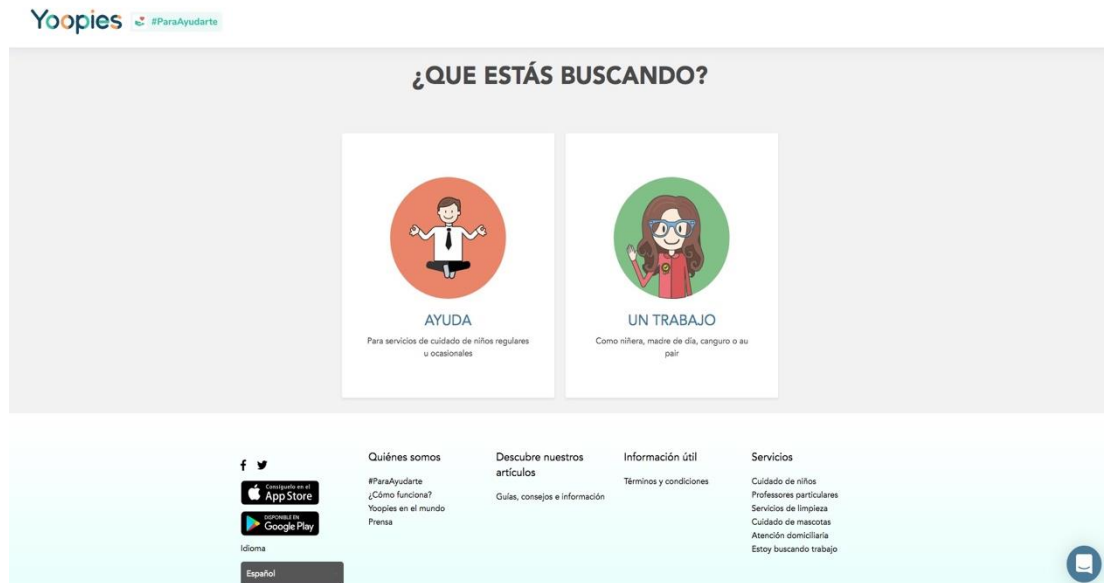 Yoopies #ParaAyudarte
¿QUE ESTÁS BUSCANDO?
AYUDA
Para servicios de cuidado de niños regulares
u ocasionales
UN TRABAJO
Como niñera, madre de día, canguro o au
pair
Consíguelo en el
App Store
DISPONIBLE EN
Google Play
Idioma
Español
Quiénes somos
#ParaAyudarte
¿Cómo funciona?
Yoopies en el mundo
Prensa
Descubre nuestros
artículos
Guías, consejos e información
Información útil
Términos y condiciones
Servicios
Cuidado de niños
Professores particulares
Servicios de limpieza
Cuidado de mascotas
Atención domiciliaria
Estoy buscando trabajo